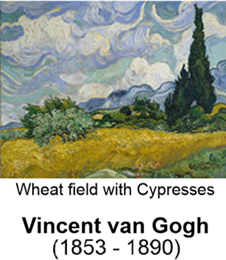 Wheat field with Cypresses
Vincent van Gogh
(1853 - 1890)